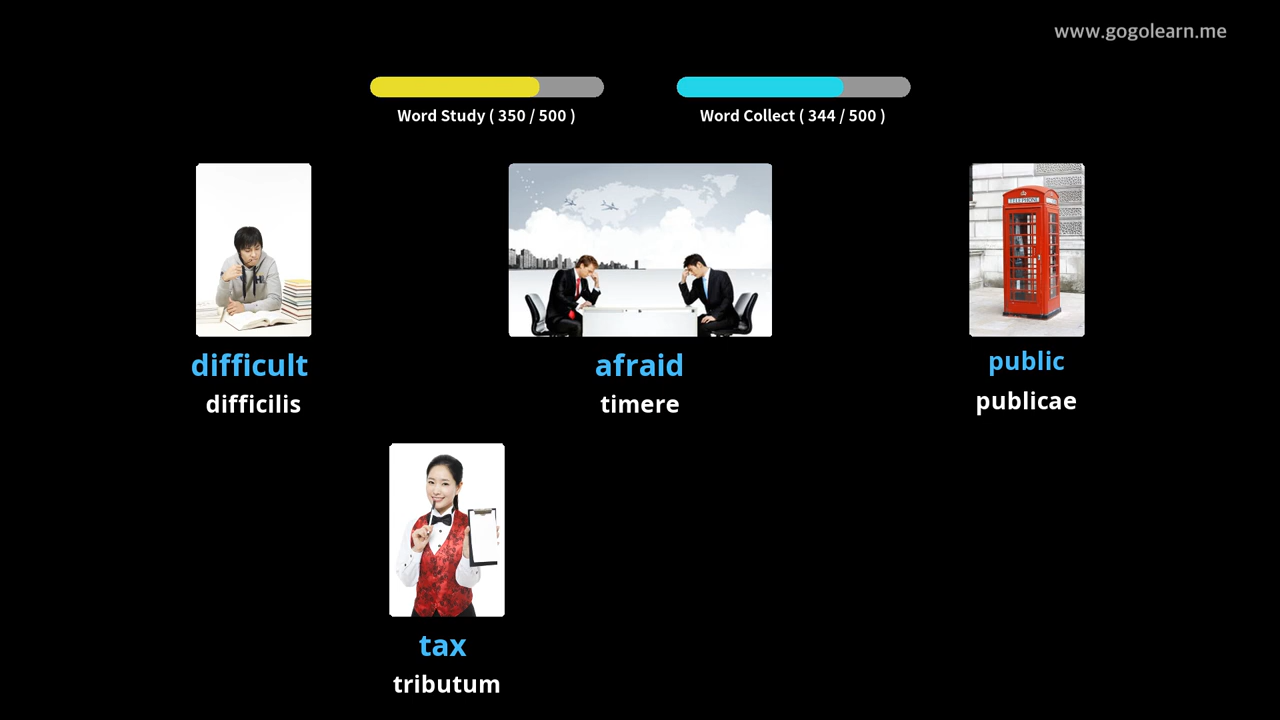 www.gogolearn.me
Word Study ( 350 / 500 )
Word Collect ( 344 / 500 )
TELEPHONE
difficult
afraid
public
difficilis
timere
publicae
tax
tributum